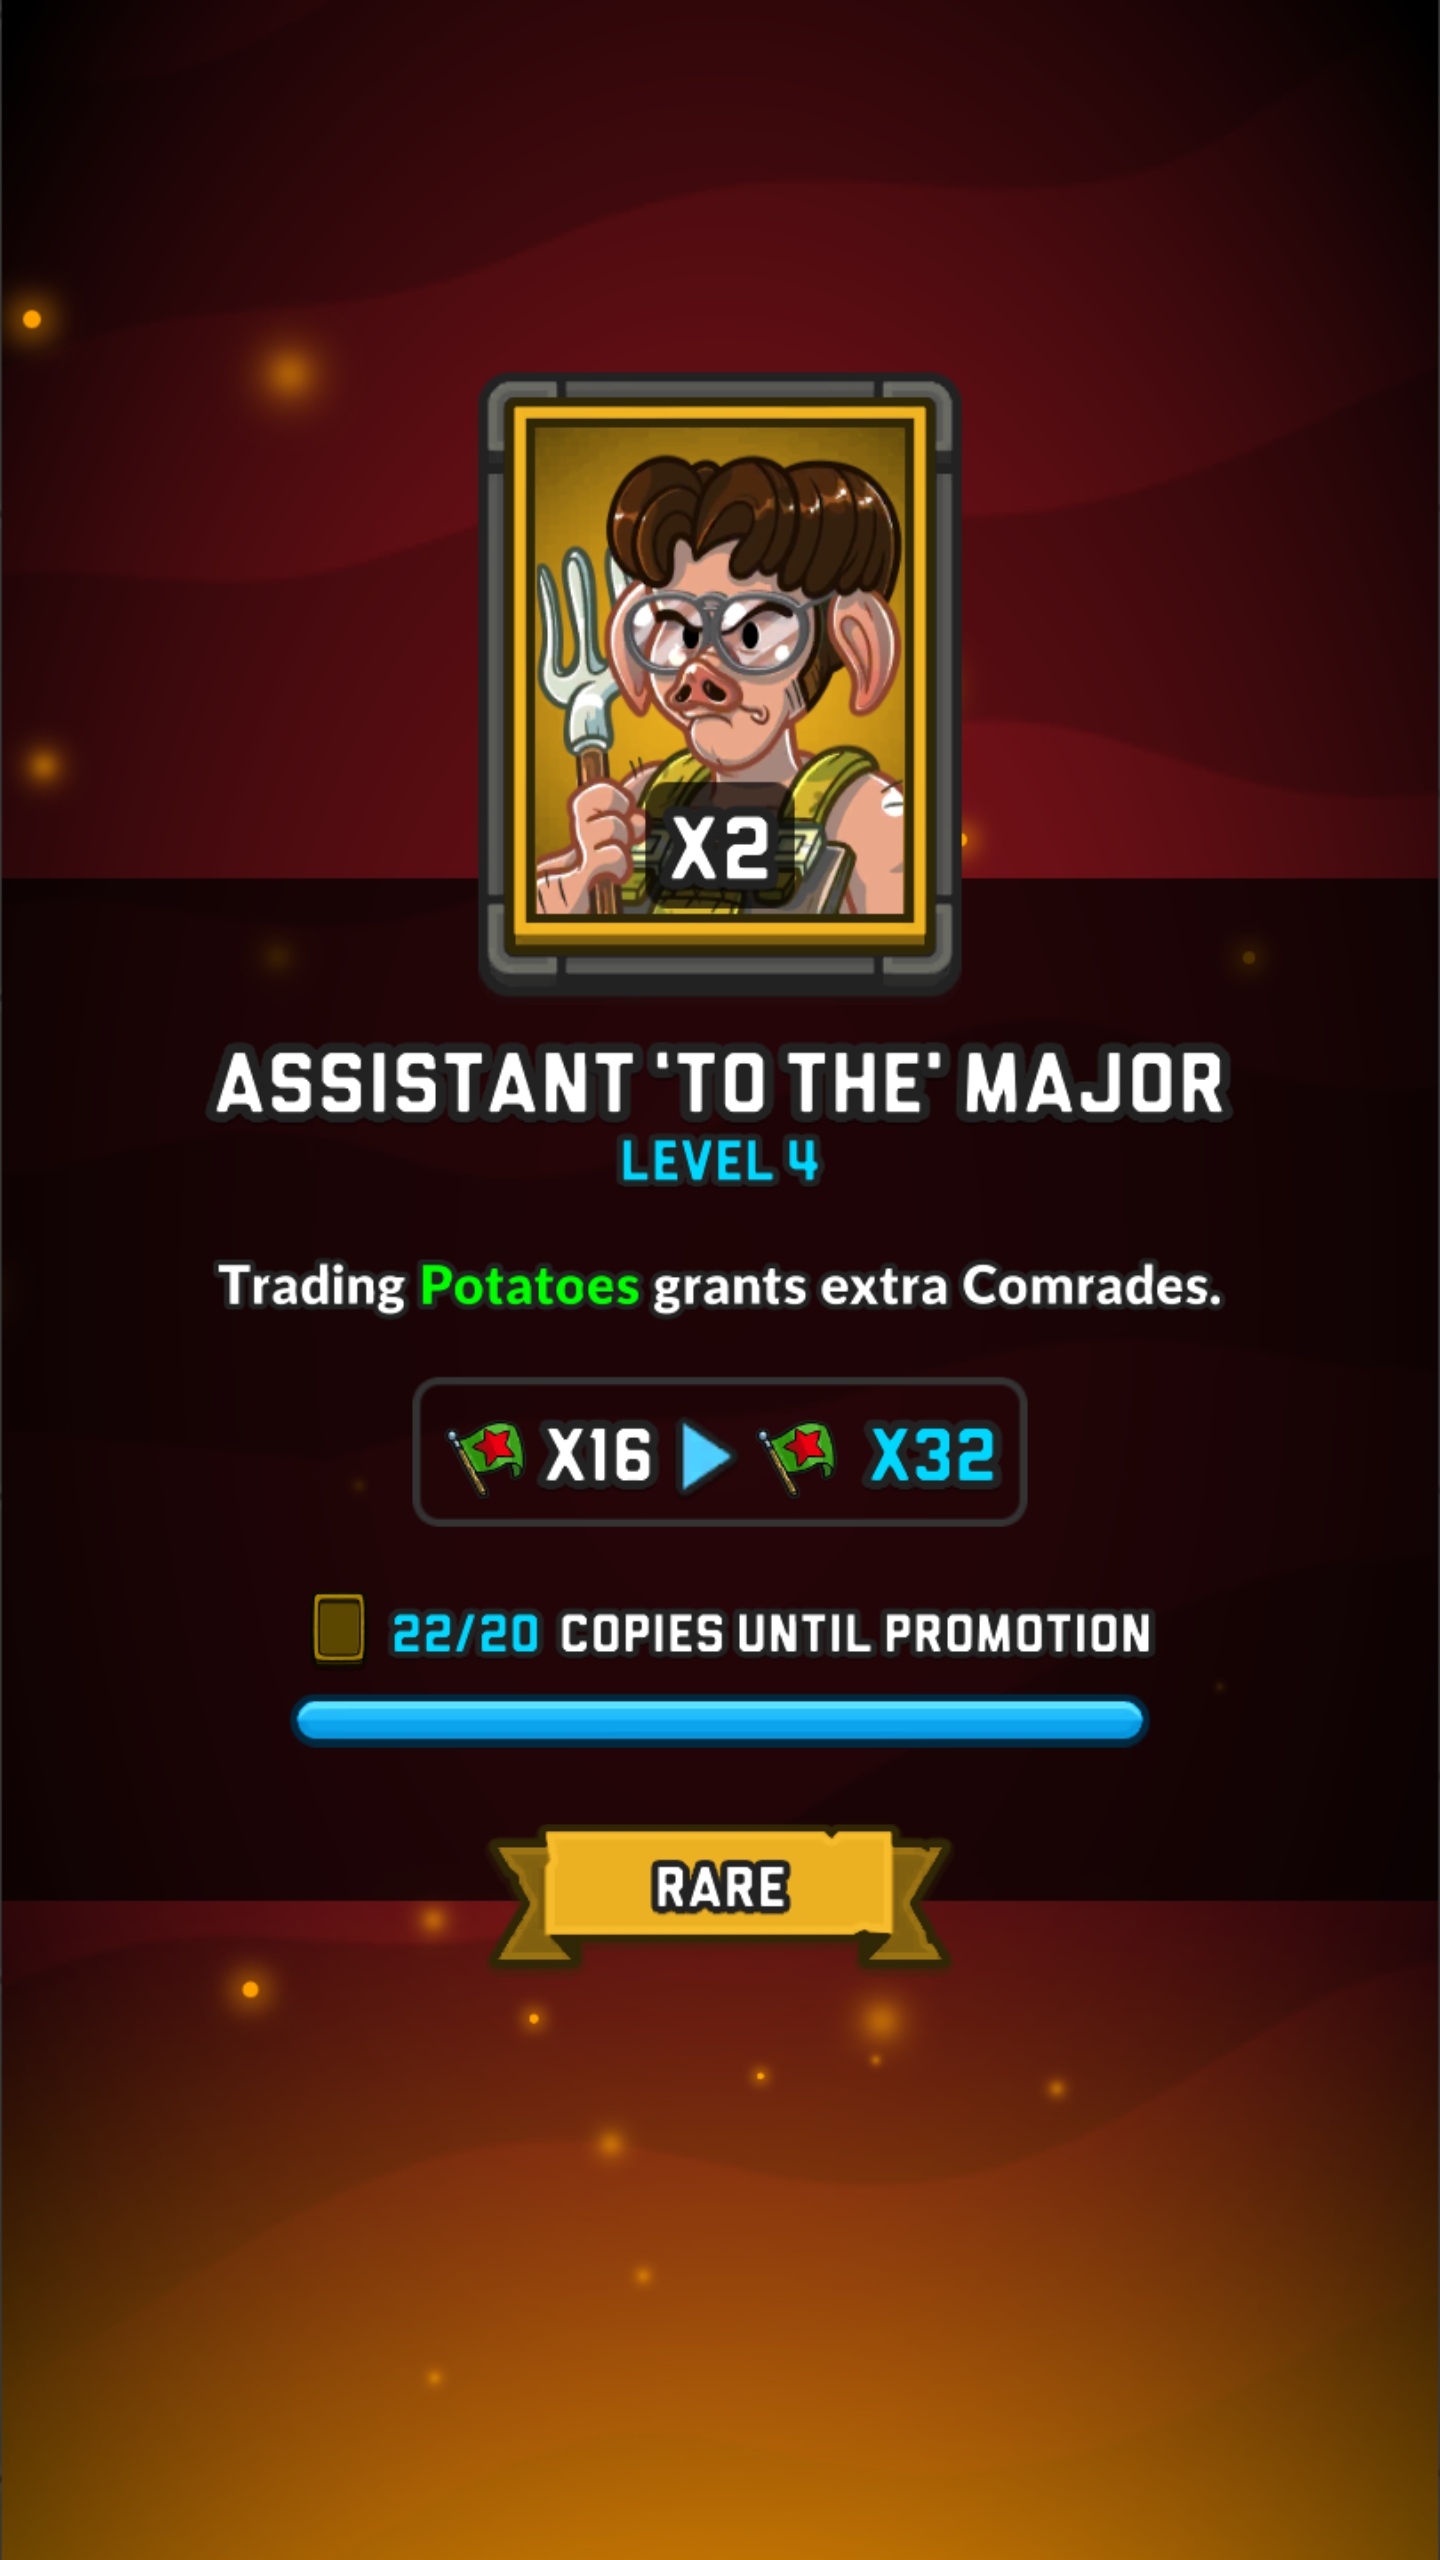 X2
ASSISTANT 'TO THE' MAJOR
LEVEL 4
Trading Potatoes grants extra Comrades.
X16 X32
22/20 COPIES UNTIL PROMOTION
RARE